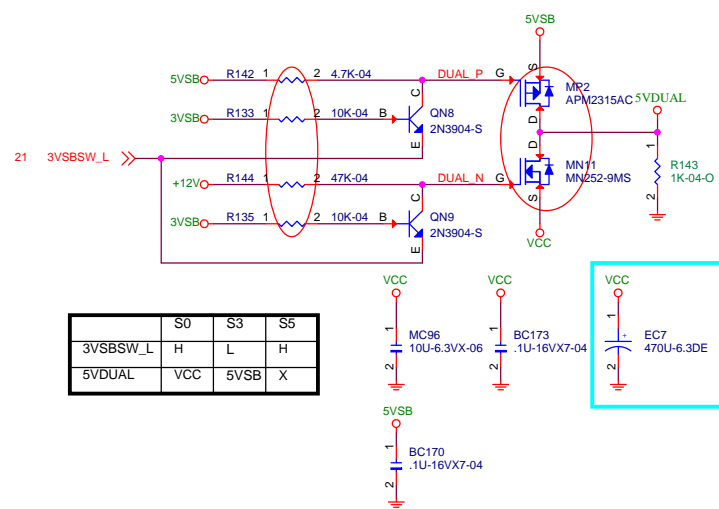 5VSB
5VSB R142 1 2 4.7K-04 DUAL_P G S
MP2
APM2315AC
C
3VSB R133 1 2 10K-04 B QN8
2N3904-S
E
D
5VDUAL
21 3VSBSW_L
D
1
R143
1K-04-O
2
+12V R144 1 2 47K-04 DUAL_N G
MN11
MN252-9MS
S
C
3VSB R135 1 2 10K-04 B QN9
2N3904-S
E
VCC
VCC
1
MC96
10U-6.3VX-06
2
VCC
1
BC173
.1U-16VX7-04
2
VCC
1
+
EC7
470U-6.3DE
2
S0 S3 S5
3VSBSW_L H L H
5VDUAL VCC 5VSB X
5VSB
1
BC170
.1U-16VX7-04
2